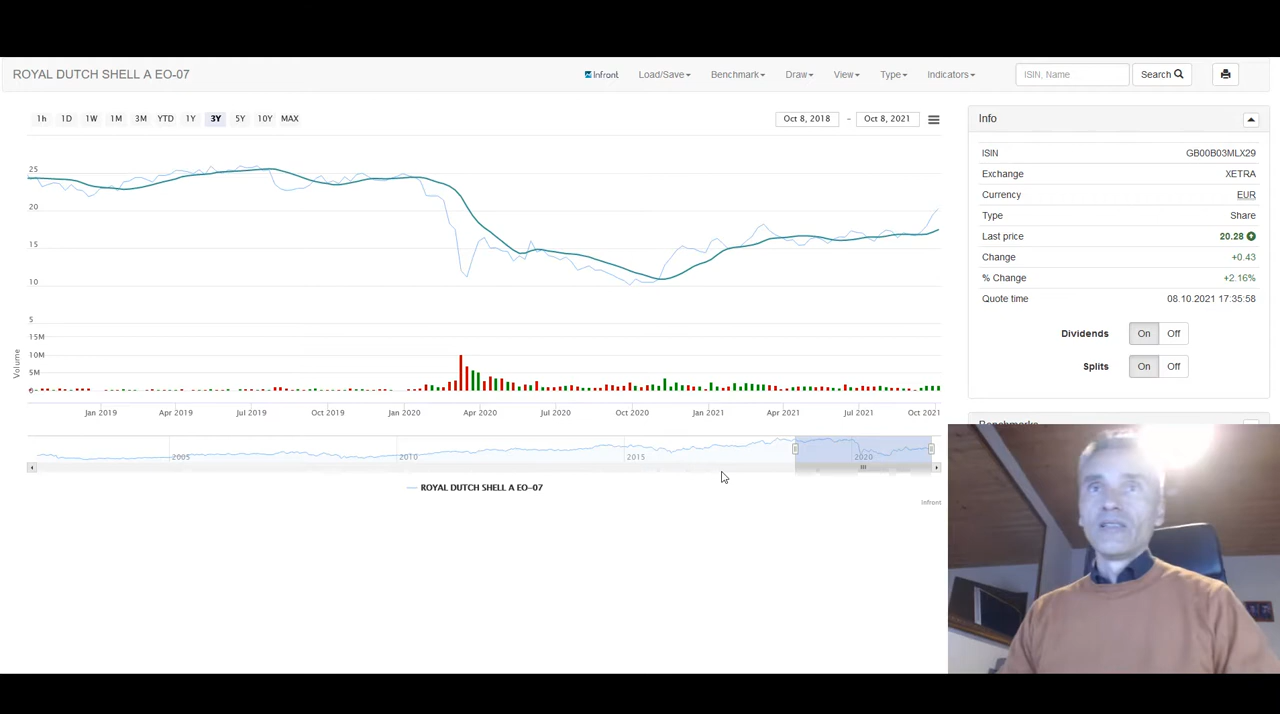 ROYAL DUTCH SHELL A EO-07
Infront Load/Save Benchmark Draw View Type Indicators ISIN, Name Search
1h 1D 1W 1M 3M YTD 1Y 3Y 5Y 10Y MAX
Oct 8, 2018 – Oct 8, 2021
25
20
15
10
5
15M
10M
5M
0
Volume
Jan 2019 Apr 2019 Jul 2019 Oct 2019 Jan 2020 Apr 2020 Jul 2020 Oct 2020 Jan 2021 Apr 2021 Jul 2021 Oct 2021
2005 2010 2015 2020
ROYAL DUTCH SHELL A EO–07
Infront
Info
ISIN GB00B03MLX29
Exchange XETRA
Currency EUR
Type Share
Last price 20.28
Change +0.43
% Change +2.16%
Quote time 08.10.2021 17:35:58
Dividends On Off
Splits On Off
Benchmarks